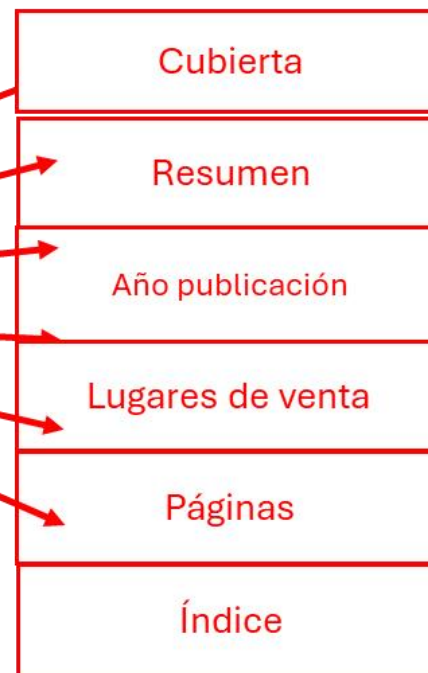 Cubierta
Resumen
Año publicación
Lugares de venta
Páginas
Índice